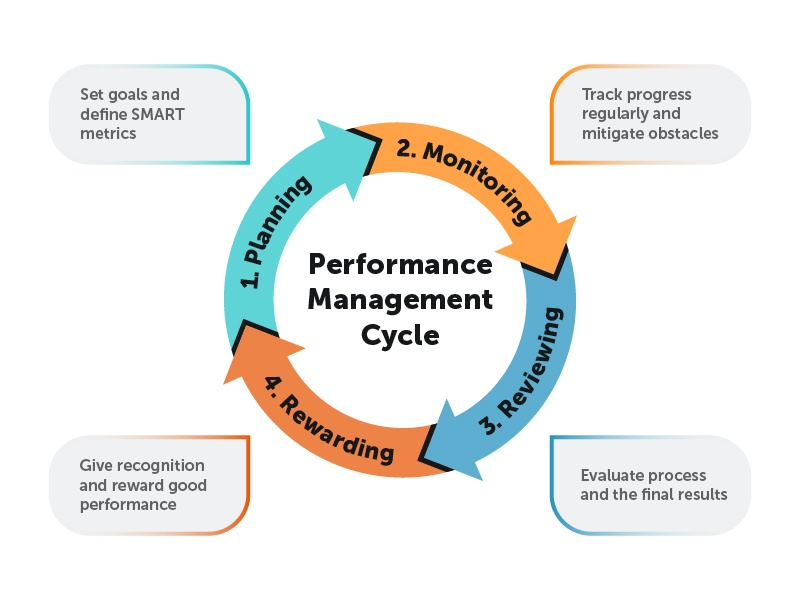 Set goals and
define SMART
metrics
Track progress
regularly and
mitigate obstacles
1. Planning
2. Monitoring
Performance
Management
Cycle
3. Reviewing
4. Rewarding
Give recognition
and reward good
performance
Evaluate process
and the final results